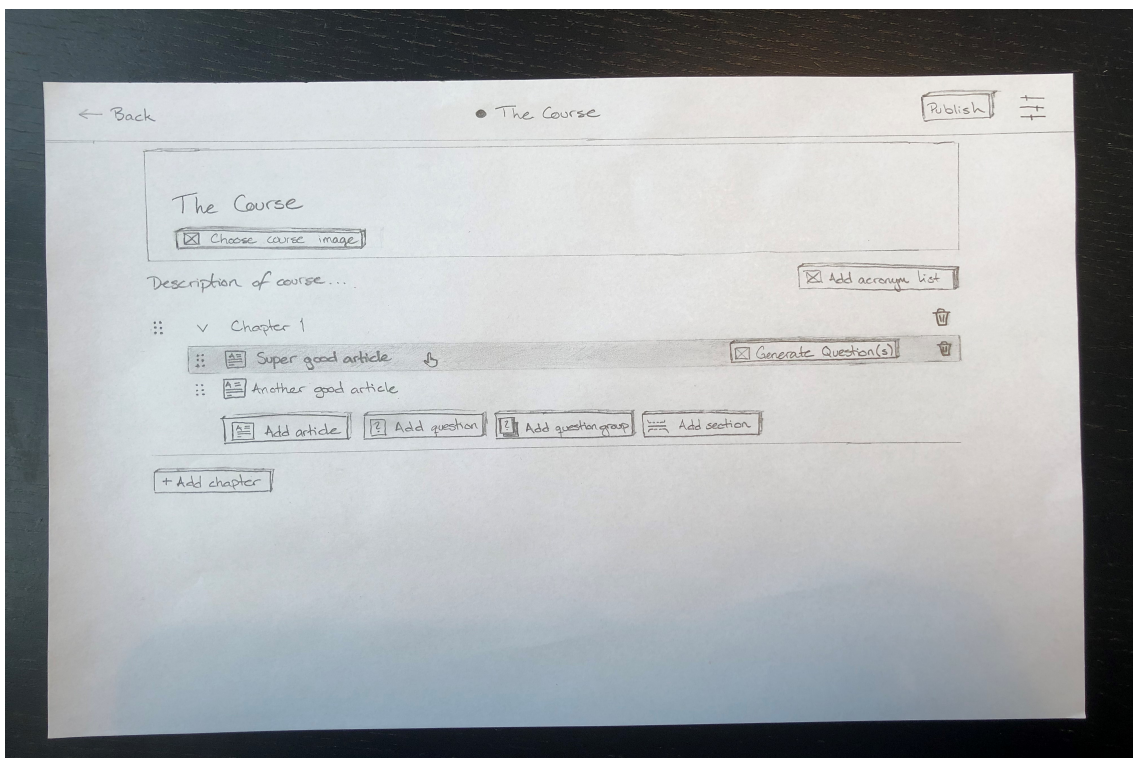 ← Back
The Course
Publish
The Course
Choose course image
Description of course....
Add acronym list
Chapter 1
Super good article
Generate Question(s)
Another good article
Add article
Add question
Add question group
Add section
+ Add chapter